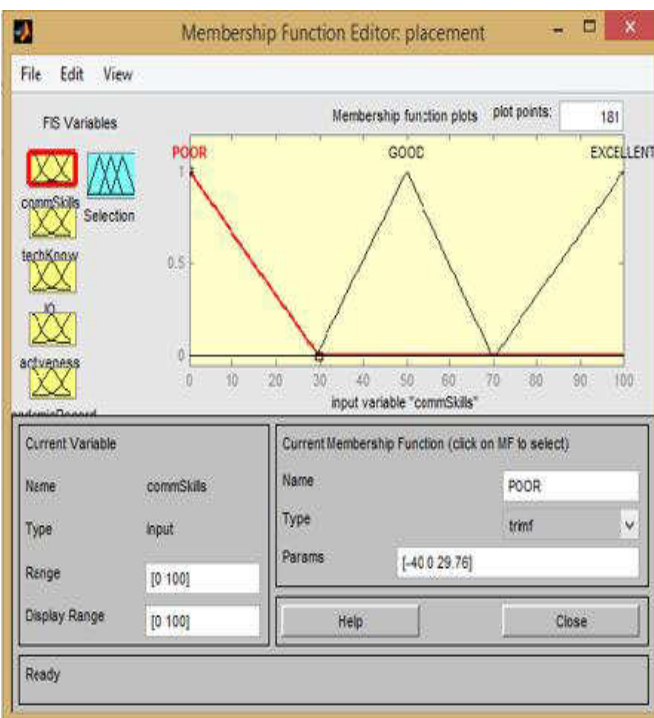 Membership Function Editor: placement
File Edit View
FIS Variables
Membership function plots plot points: 181
commSkills
Selection
techKnow
IQ
actveness
POOR GOOD EXCELLENT
1
0.5
0
0 10 20 30 40 50 60 70 80 90 100
input variable "commSkills"
Current Variable
Name commSkills
Type input
Range [0 100]
Display Range [0 100]
Current Membership Function (click on MF to select)
Name POOR
Type trimf
Params [-40 0 29.76]
Help Close
Ready